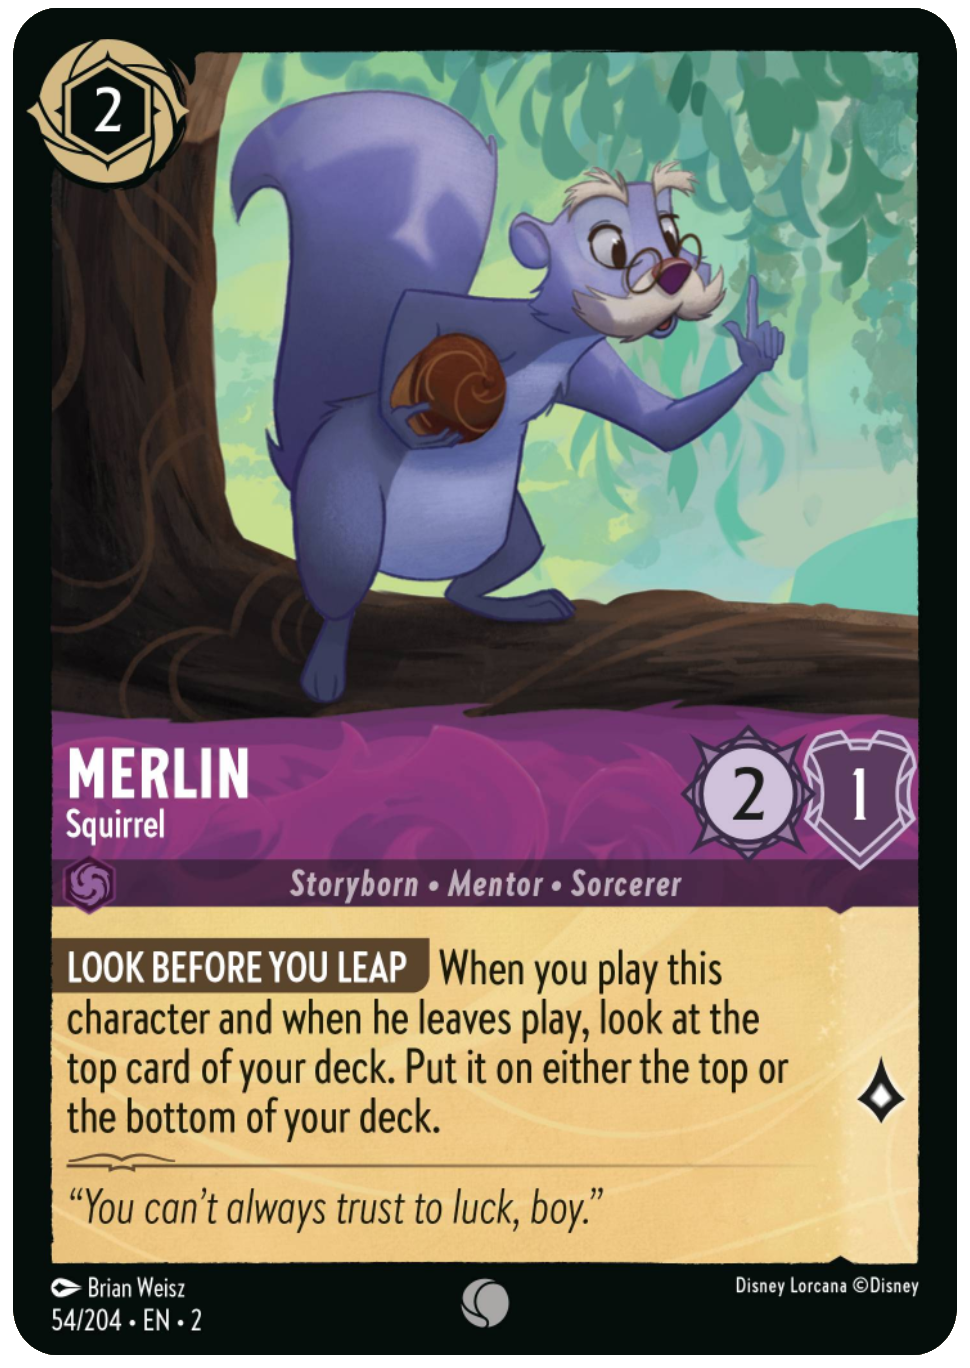 2
MERLIN
Squirrel
2 1
Storyborn • Mentor • Sorcerer
LOOK BEFORE YOU LEAP When you play this
character and when he leaves play, look at the
top card of your deck. Put it on either the top or
the bottom of your deck.
“You can’t always trust to luck, boy.”
Brian Weisz
Disney Lorcana ©Disney
54/204 • EN • 2